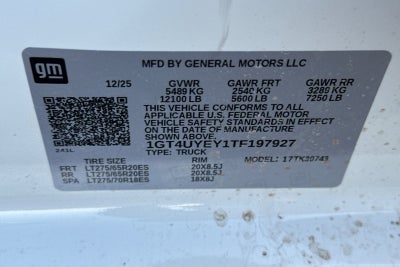 gm
MFD BY GENERAL MOTORS LLC
12/25 GVWR GAWR FRT GAWR RR
5489 KG 2540 KG 3289 KG
12100 LB 5600 LB 7250 LB
THIS VEHICLE CONFORMS TO ALL
APPLICABLE U.S. FEDERAL MOTOR
VEHICLE SAFETY STANDARDS IN EFFECT
ON THE DATE OF MANUFACTURE
SHOWN ABOVE.
1GT4UYEY1TF197927
TYPE: TRUCK
TIRE SIZE RIM MODEL:
FRT LT275/65R20ES 20X8.5J
RR LT275/65R20ES 20X8.5J
SPA LT275/70R18ES 18X8J